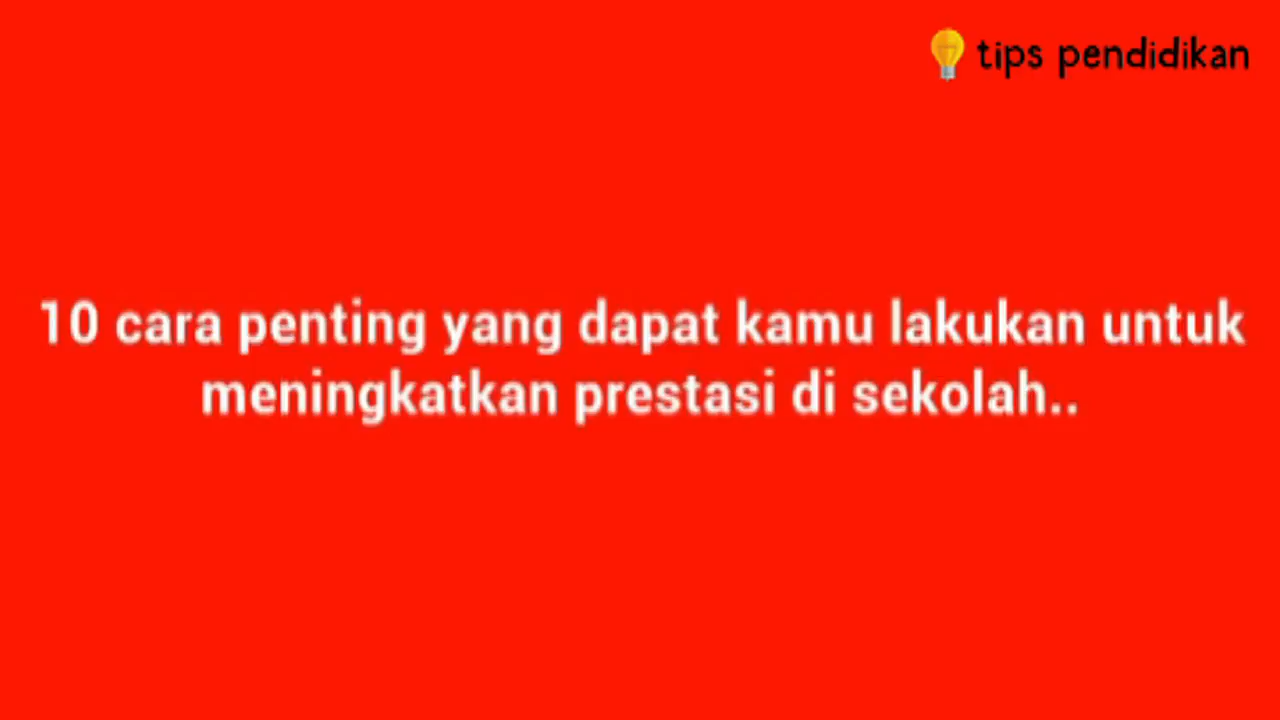 tips pendidikan
10 cara penting yang dapat kamu lakukan untuk
meningkatkan prestasi di sekolah..